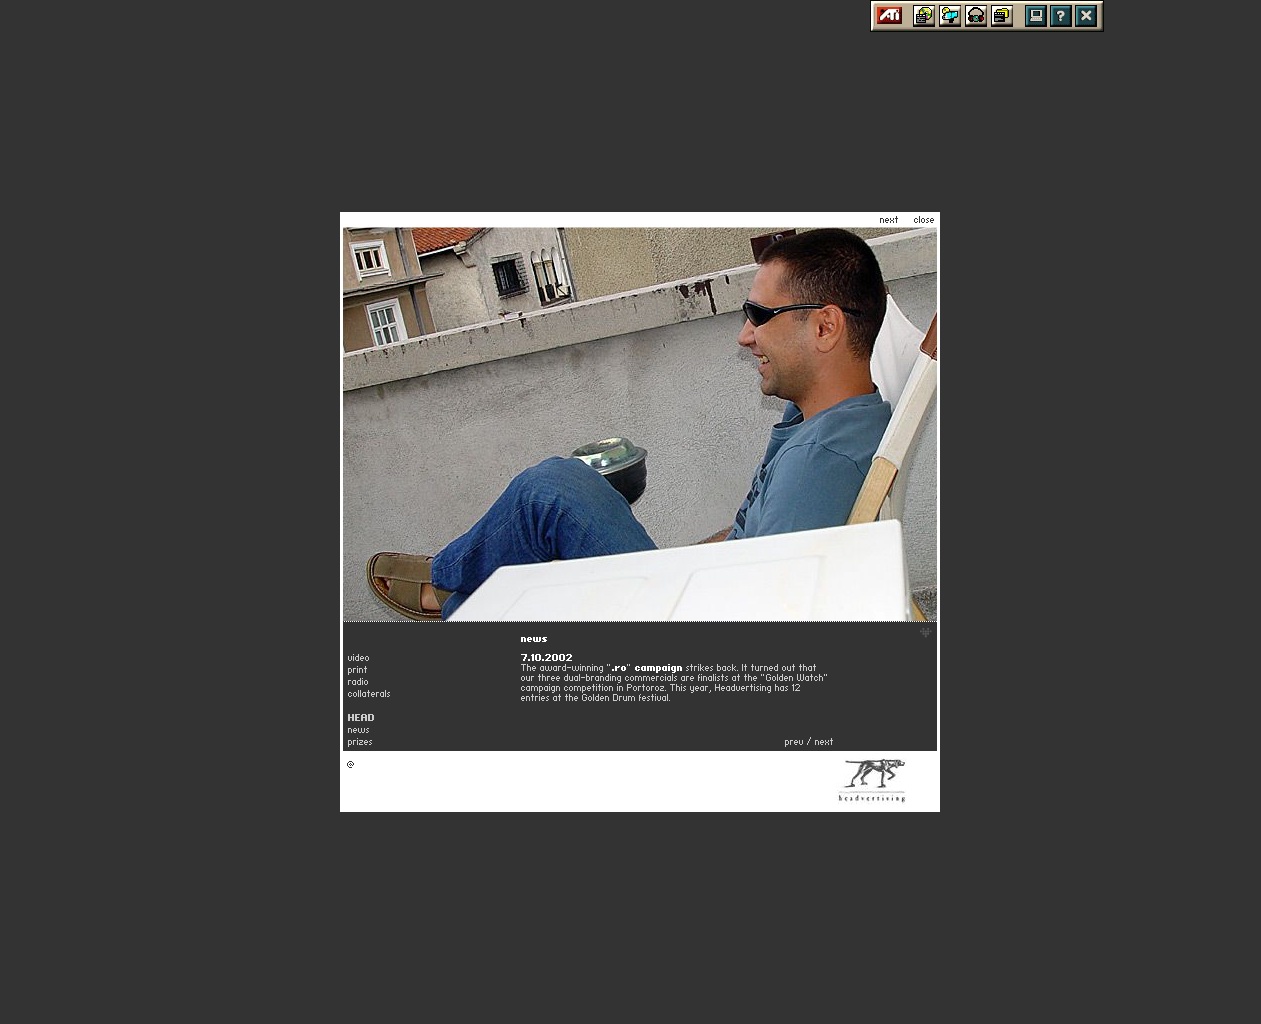 ATi
?
next close
news
7.10.2002
The award-winning ".ro" campaign strikes back. It turned out that
our three dual-branding commercials are finalists at the "Golden Watch"
campaign competition in Portoroz. This year, Headvertising has 12
entries at the Golden Drum festival.
video
print
radio
collaterals
HEAD
news
prizes
prev / next
@
headvertising